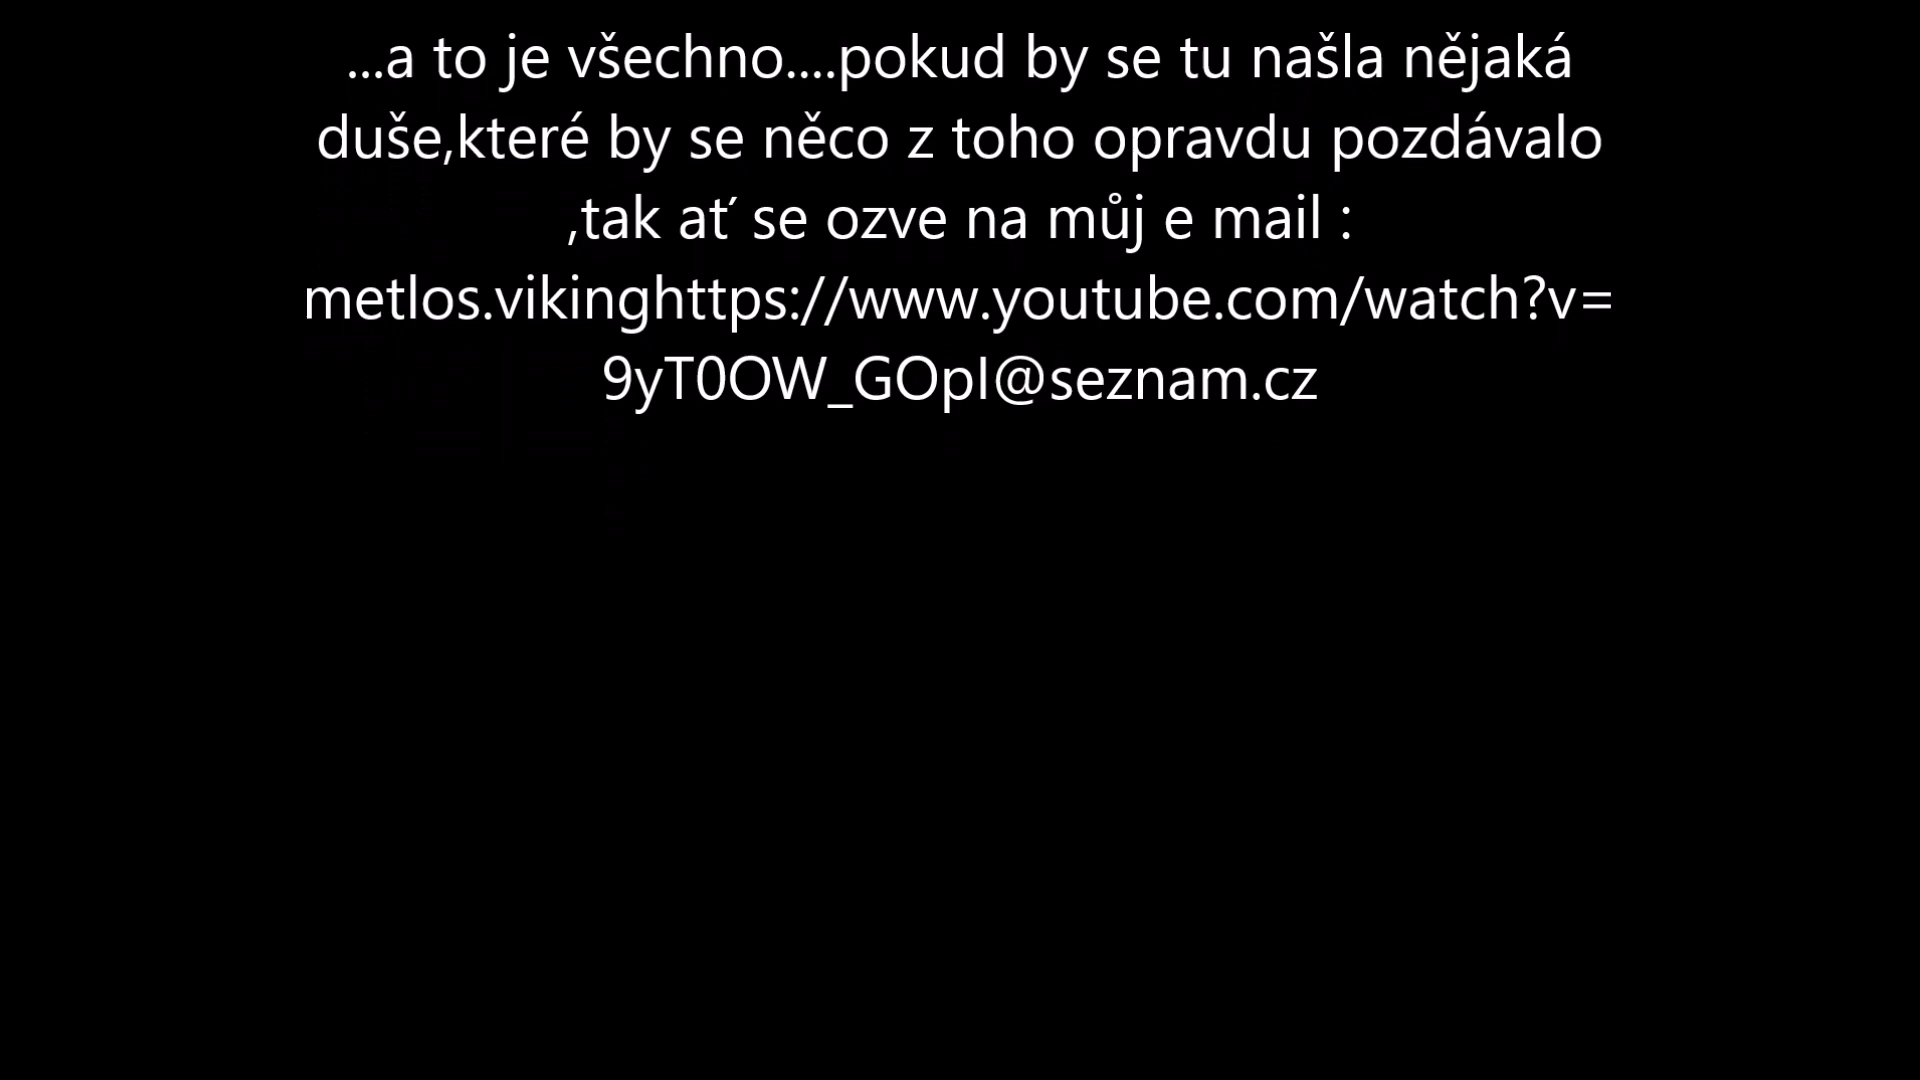 ...a to je všechno....pokud by se tu našla nějaká
duše,které by se něco z toho opravdu pozdávalo
,tak ať se ozve na můj e mail :
metlos.vikinghttps://www.youtube.com/watch?v=
9yT0OW_GOpI@seznam.cz